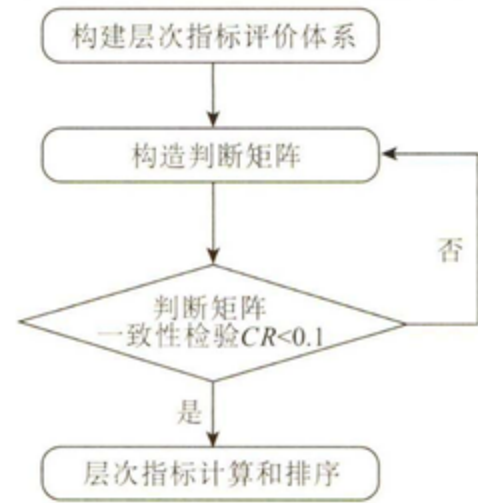 构建层次指标评价体系
构造判断矩阵
否
判断矩阵
一致性检验CR<0.1
是
层次指标计算和排序